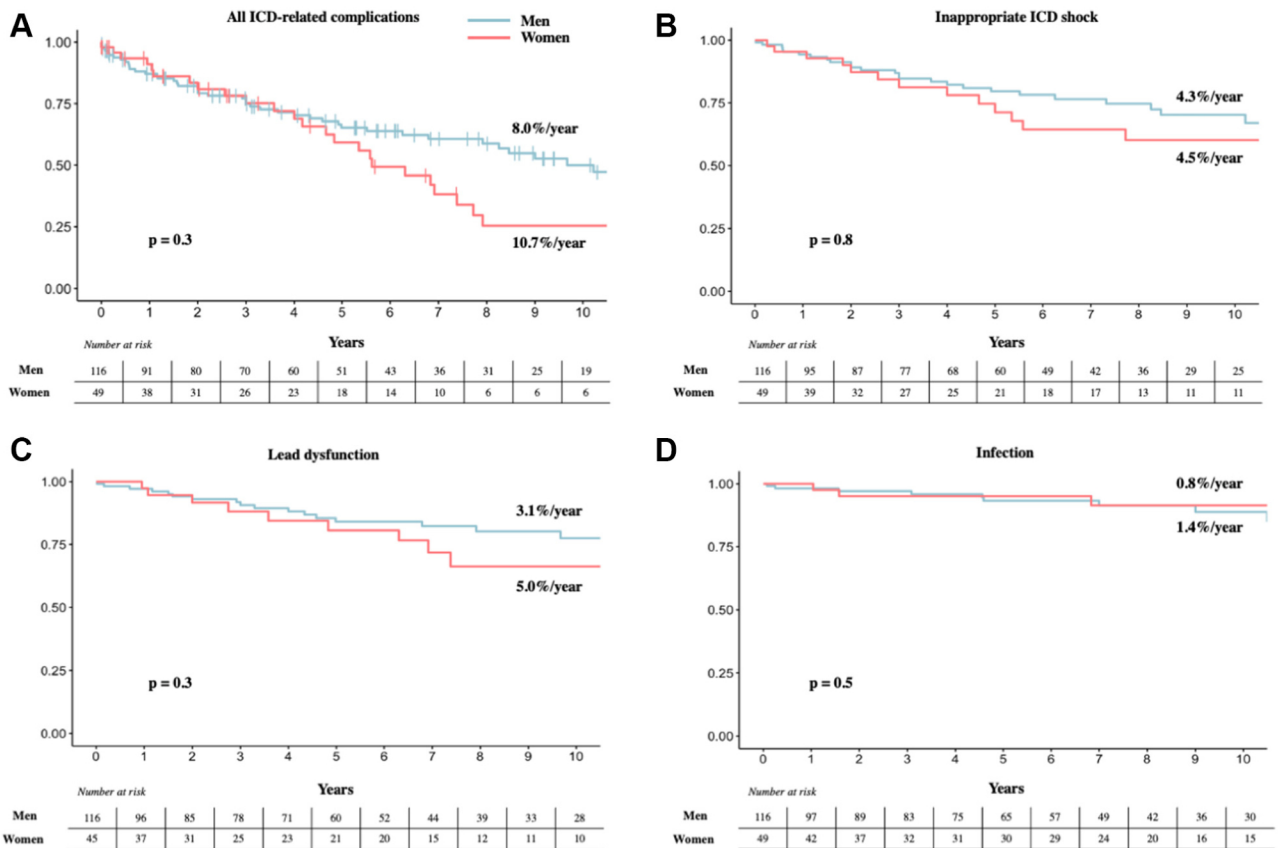 A
All ICD-related complications
Men
Women
1.00
0.75
0.50
0.25
0.00
8.0%/year
10.7%/year
p = 0.3
0 1 2 3 4 5 6 7 8 9 10
Number at risk
Years
Men 116 91 80 70 60 51 43 36 31 25 19
Women 49 38 31 26 23 18 14 10 6 6 6
B
Inappropriate ICD shock
1.00
0.75
0.50
0.25
0.00
4.3%/year
4.5%/year
p = 0.8
0 1 2 3 4 5 6 7 8 9 10
Number at risk
Years
Men 116 95 87 77 68 60 49 42 36 29 25
Women 49 39 32 27 25 21 18 17 13 11 11
C
Lead dysfunction
1.00
0.75
0.50
0.25
0.00
3.1%/year
5.0%/year
p = 0.3
0 1 2 3 4 5 6 7 8 9 10
Number at risk
Years
Men 116 96 85 78 71 60 52 44 39 33 28
Women 45 37 31 25 23 21 20 15 12 11 10
D
Infection
1.00
0.75
0.50
0.25
0.00
0.8%/year
1.4%/year
p = 0.5
0 1 2 3 4 5 6 7 8 9 10
Number at risk
Years
Men 116 97 89 83 75 65 57 49 42 36 30
Women 49 42 37 32 31 30 29 24 20 16 15